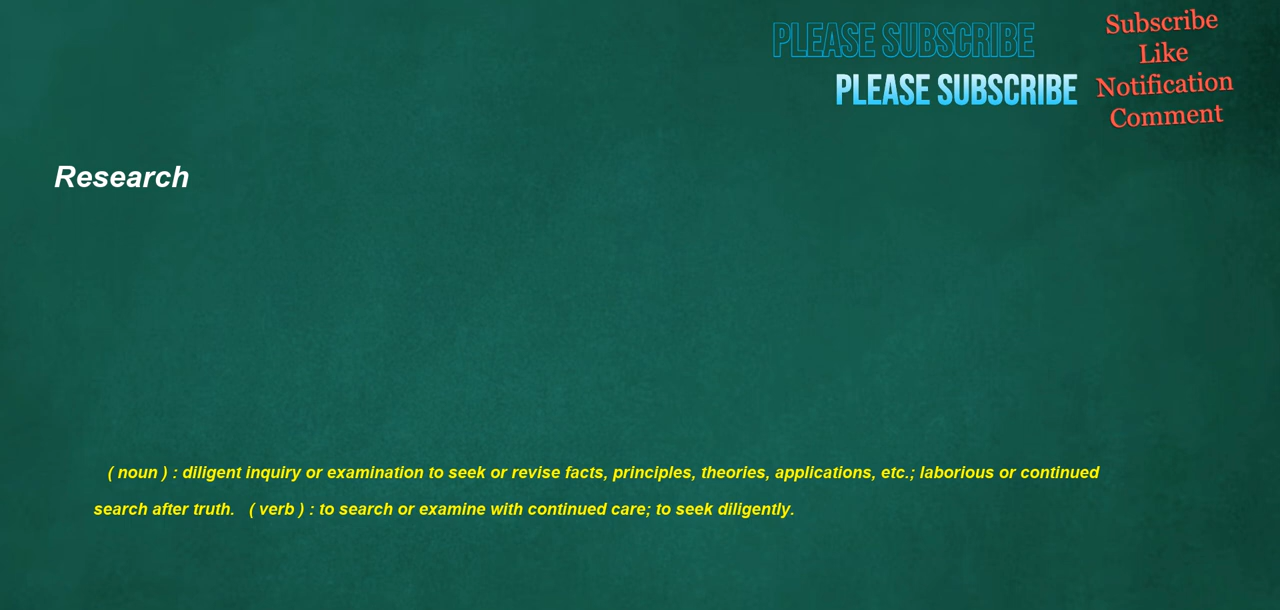 PLEASE SUBSCRIBE
PLEASE SUBSCRIBE
Subscribe
Like
Notification
Comment
Research
( noun ) : diligent inquiry or examination to seek or revise facts, principles, theories, applications, etc.; laborious or continued
search after truth. ( verb ) : to search or examine with continued care; to seek diligently.